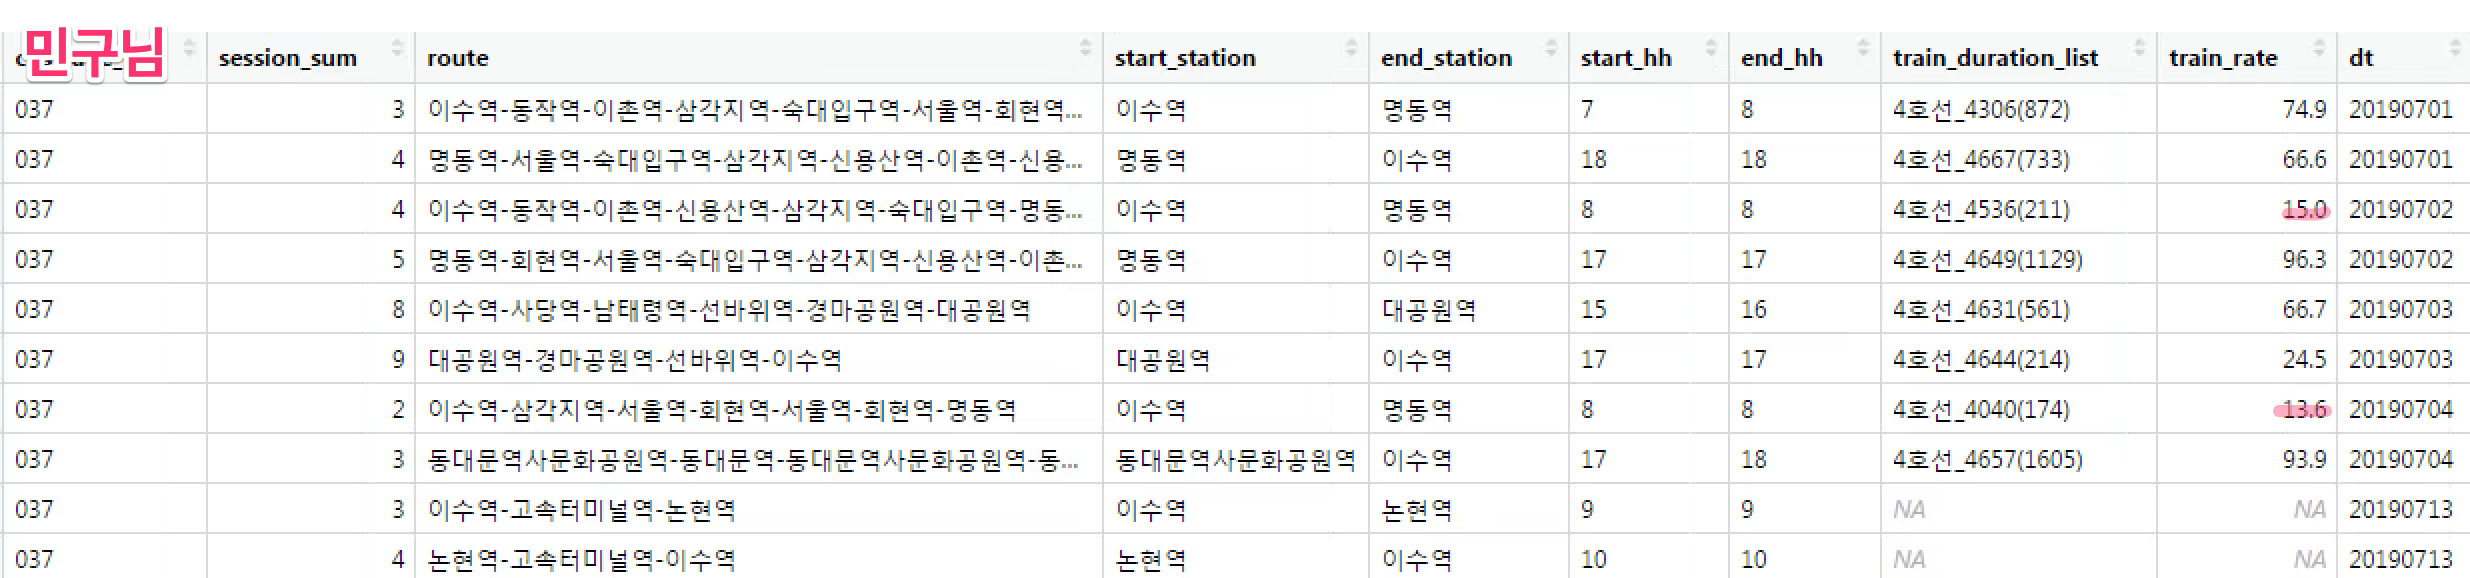 민구님 session_sum route start_station end_station start_hh end_hh train_duration_list train_rate dt
037 3 이수역-동작역-이촌역-삼각지역-숙대입구역-서울역-회현역... 이수역 명동역 7 8 4호선_4306(872) 74.9 20190701
037 4 명동역-서울역-숙대입구역-삼각지역-신용산역-이촌역-신용... 명동역 이수역 18 18 4호선_4667(733) 66.6 20190701
037 4 이수역-동작역-이촌역-신용산역-삼각지역-숙대입구역-명동... 이수역 명동역 8 8 4호선_4536(211) 15.0 20190702
037 5 명동역-회현역-서울역-숙대입구역-삼각지역-신용산역-이촌... 명동역 이수역 17 17 4호선_4649(1129) 96.3 20190702
037 8 이수역-사당역-남태령역-선바위역-경마공원역-대공원역 이수역 대공원역 15 16 4호선_4631(561) 66.7 20190703
037 9 대공원역-경마공원역-선바위역-이수역 대공원역 이수역 17 17 4호선_4644(214) 24.5 20190703
037 2 이수역-삼각지역-서울역-회현역-서울역-회현역-명동역 이수역 명동역 8 8 4호선_4040(174) 13.6 20190704
037 3 동대문역사문화공원역-동대문역-동대문역사문화공원역-동... 동대문역사문화공원역 이수역 17 18 4호선_4657(1605) 93.9 20190704
037 3 이수역-고속터미널역-논현역 이수역 논현역 9 9 NA NA 20190713
037 4 논현역-고속터미널역-이수역 논현역 이수역 10 10 NA NA 20190713